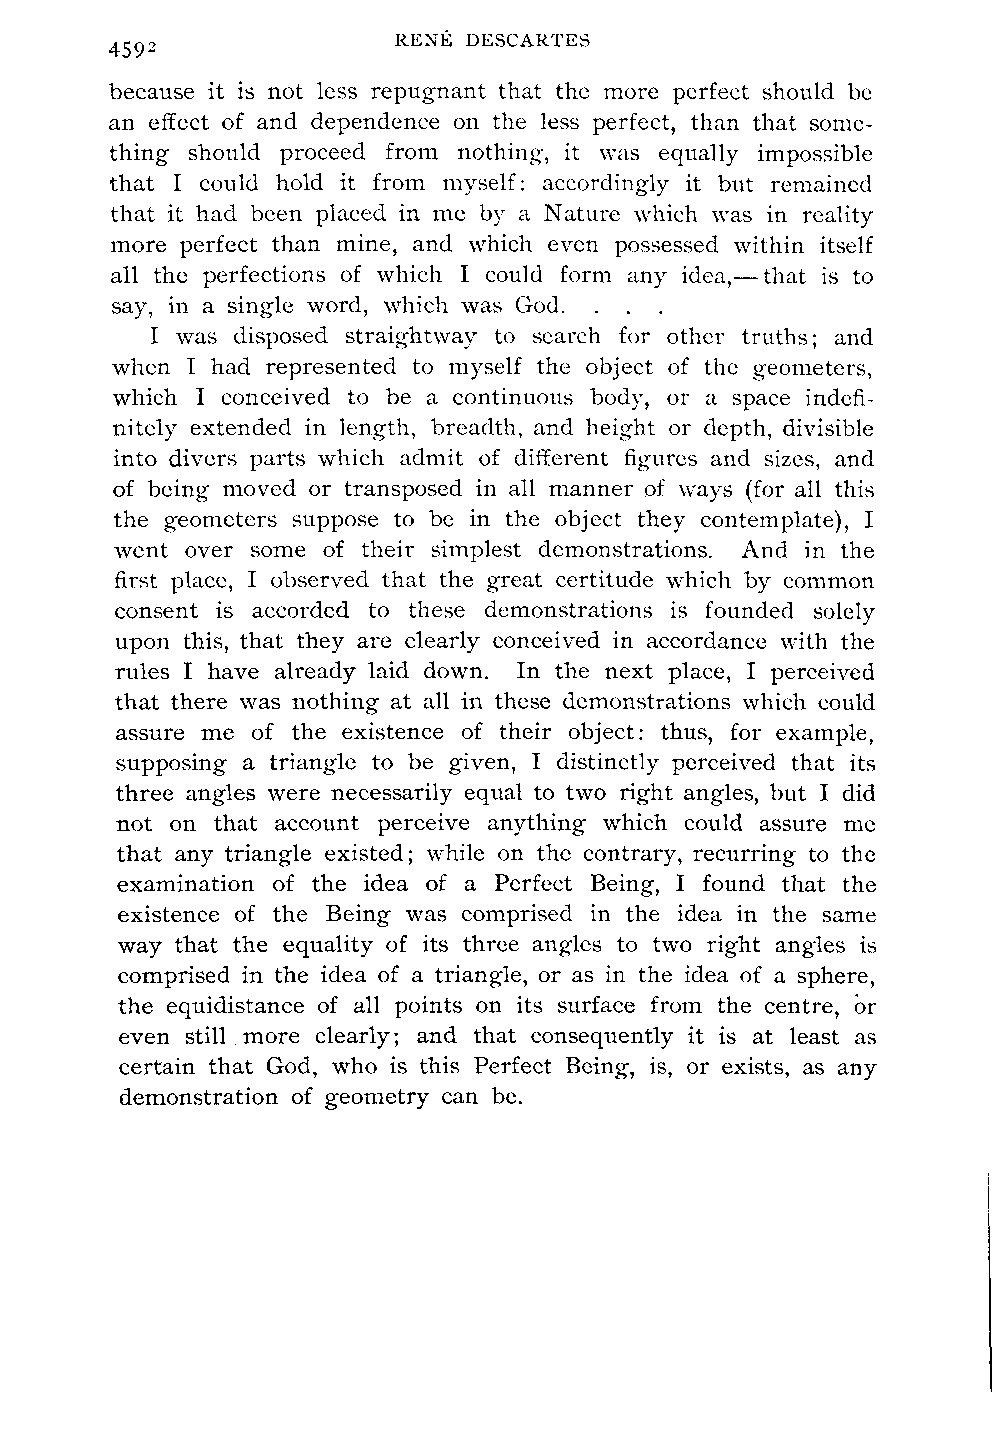 4592 RENÉ DESCARTES
because it is not less repugnant that the more perfect should be
an effect of and dependence on the less perfect, than that some-
thing should proceed from nothing, it was equally impossible
that I could hold it from myself: accordingly it but remained
that it had been placed in me by a Nature which was in reality
more perfect than mine, and which even possessed within itself
all the perfections of which I could form any idea,—that is to
say, in a single word, which was God. . . .
I was disposed straightway to search for other truths; and
when I had represented to myself the object of the geometers,
which I conceived to be a continuous body, or a space indefi-
nitely extended in length, breadth, and height or depth, divisible
into divers parts which admit of different figures and sizes, and
of being moved or transposed in all manner of ways (for all this
the geometers suppose to be in the object they contemplate), I
went over some of their simplest demonstrations. And in the
first place, I observed that the great certitude which by common
consent is accorded to these demonstrations is founded solely
upon this, that they are clearly conceived in accordance with the
rules I have already laid down. In the next place, I perceived
that there was nothing at all in these demonstrations which could
assure me of the existence of their object: thus, for example,
supposing a triangle to be given, I distinctly perceived that its
three angles were necessarily equal to two right angles, but I did
not on that account perceive anything which could assure me
that any triangle existed; while on the contrary, recurring to the
examination of the idea of a Perfect Being, I found that the
existence of the Being was comprised in the idea in the same
way that the equality of its three angles to two right angles is
comprised in the idea of a triangle, or as in the idea of a sphere,
the equidistance of all points on its surface from the centre, or
even still more clearly; and that consequently it is at least as
certain that God, who is this Perfect Being, is, or exists, as any
demonstration of geometry can be.